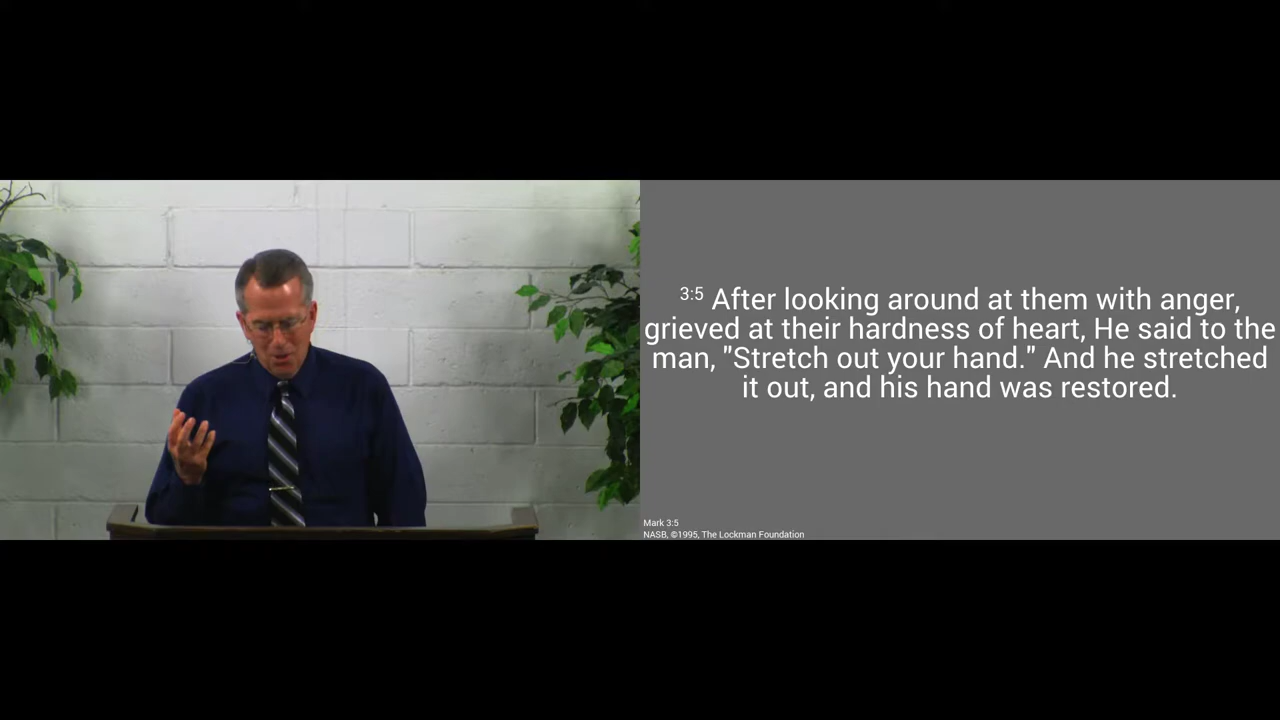 3:5 After looking around at them with anger,
grieved at their hardness of heart, He said to the
man, "Stretch out your hand." And he stretched
it out, and his hand was restored.
Mark 3:5
NASB, ©1995, The Lockman Foundation